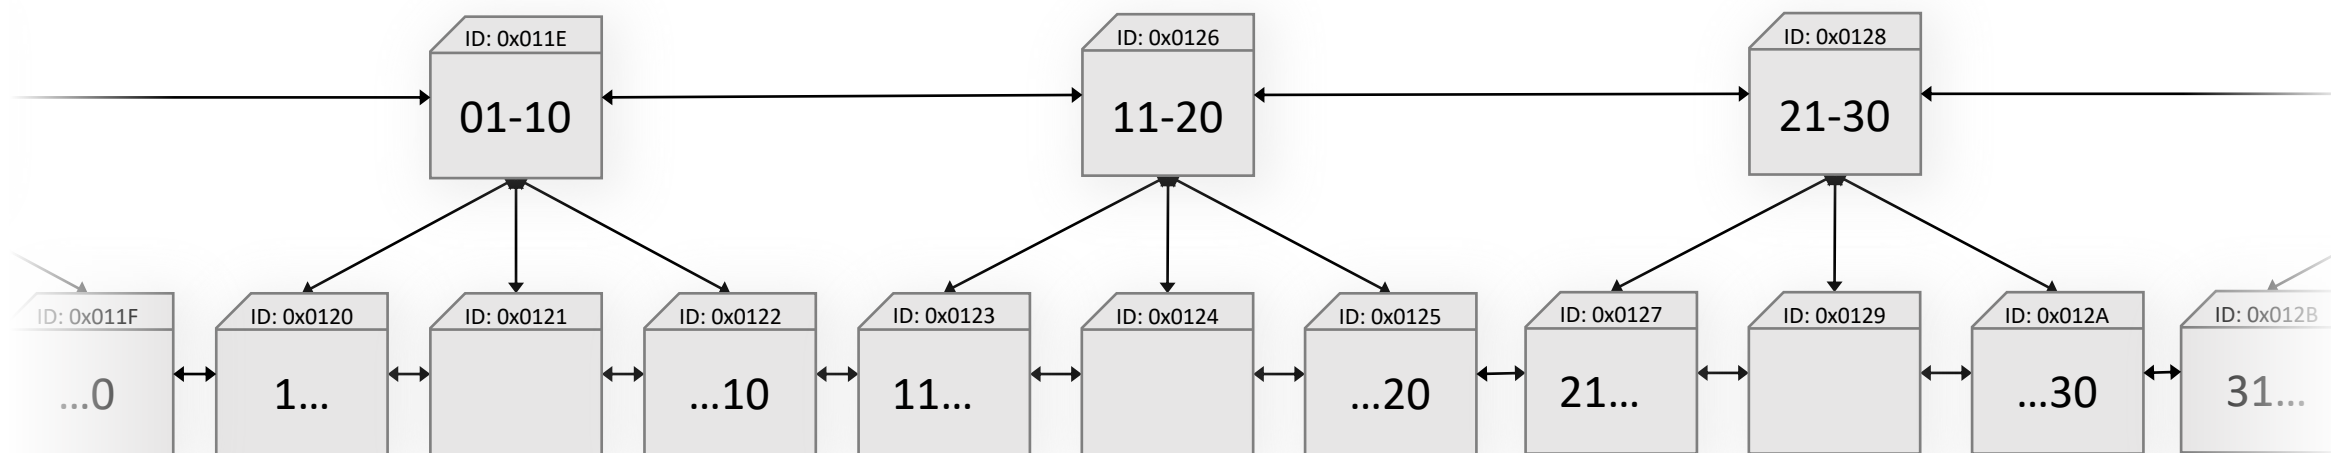 ID: 0x011E
01-10
ID: 0x0126
11-20
ID: 0x0128
21-30
ID: 0x011F
...0
ID: 0x0120
1...
ID: 0x0121
ID: 0x0122
...10
ID: 0x0123
11...
ID: 0x0124
ID: 0x0125
...20
ID: 0x0127
21...
ID: 0x0129
ID: 0x012A
...30
ID: 0x012B
31...